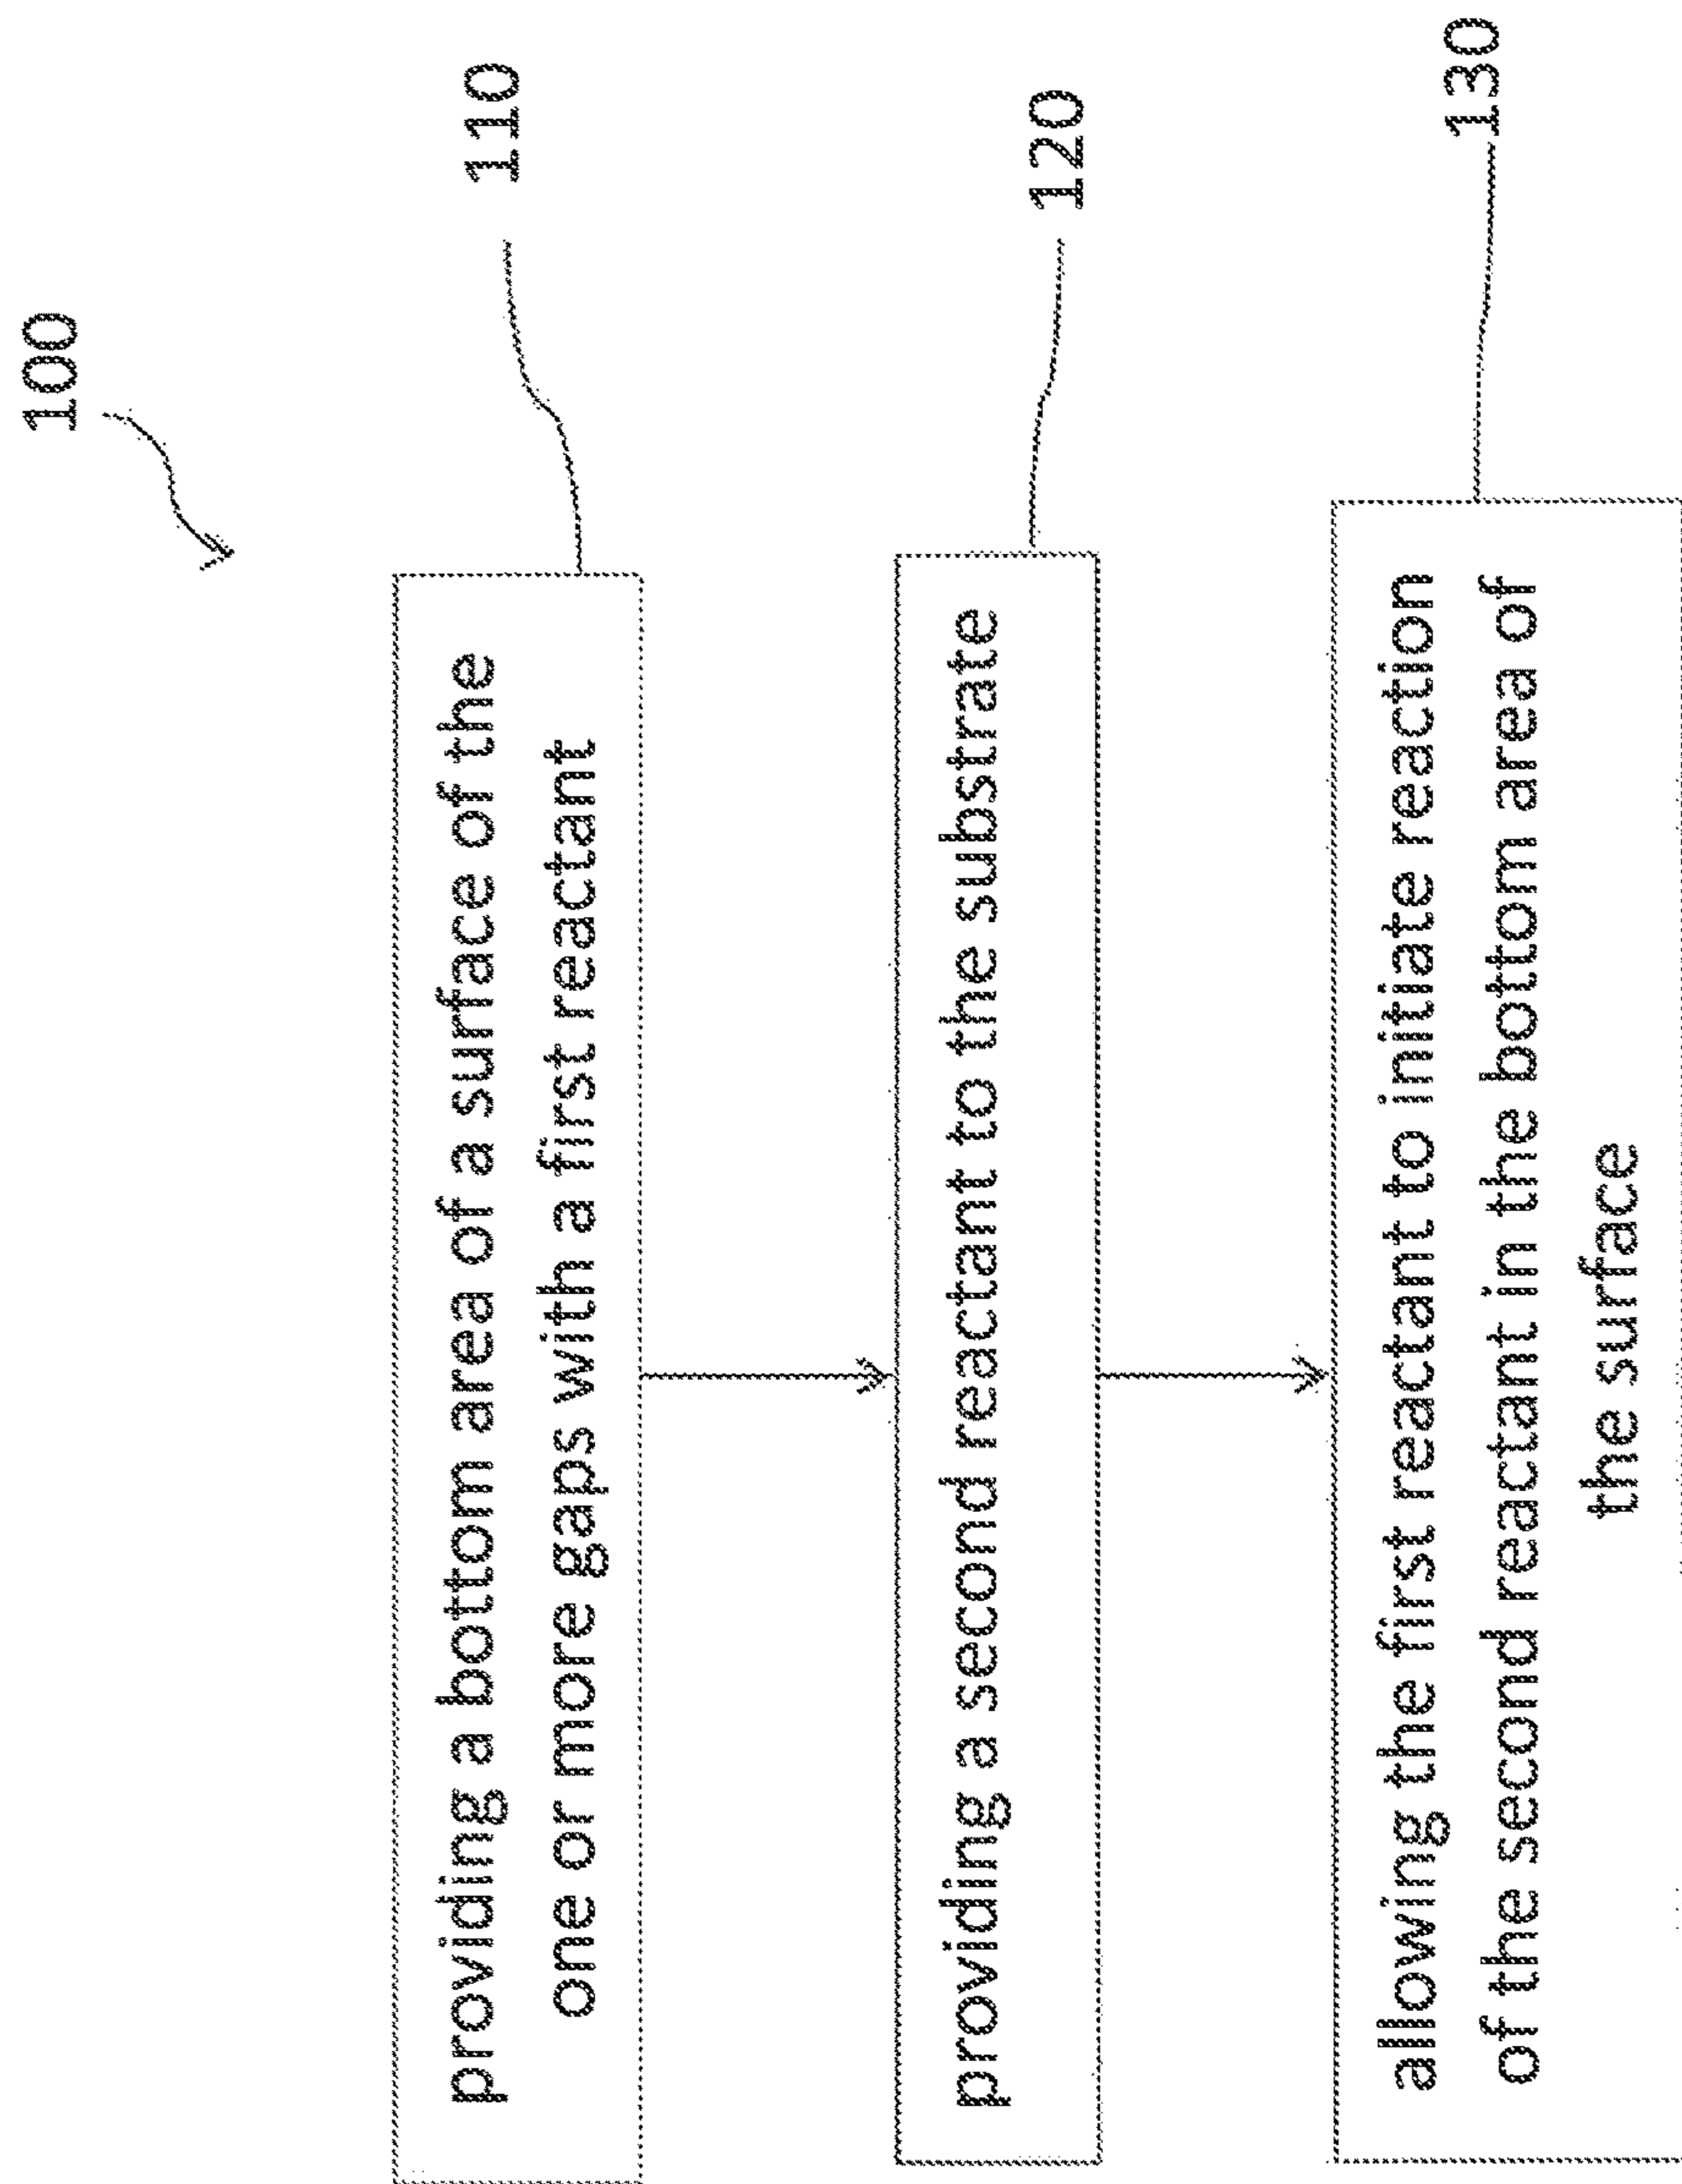 100
providing a bottom area of a surface of the
one or more gaps with a first reactant
110
providing a second reactant to the substrate
120
allowing the first reactant to initiate reaction
of the second reactant in the bottom area of
the surface
130